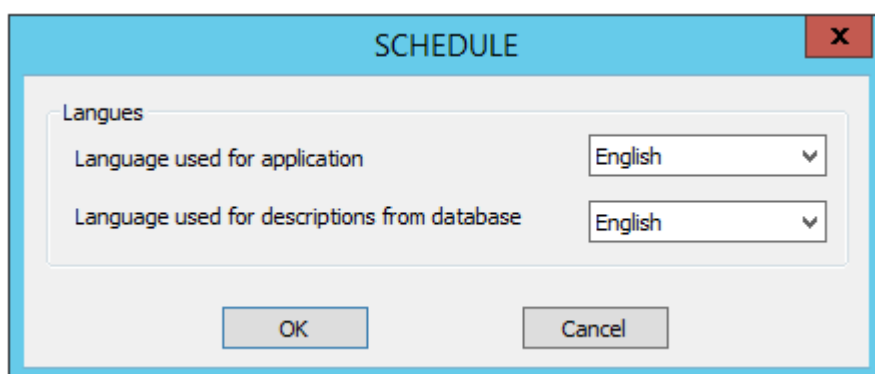 SCHEDULE
x
Langues
Language used for application English
Language used for descriptions from database English
OK Cancel